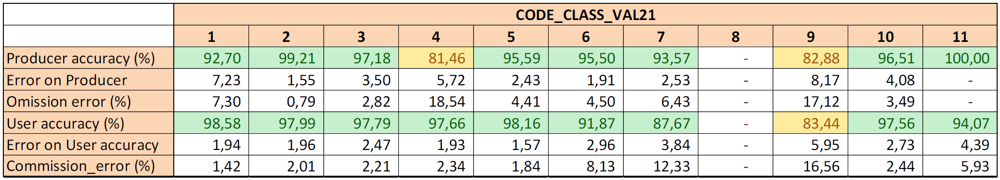 CODE_CLASS_VAL21
1 2 3 4 5 6 7 8 9 10 11
Producer accuracy (%) 92,70 99,21 97,18 81,46 95,59 95,50 93,57 - 82,88 96,51 100,00
Error on Producer 7,23 1,55 3,50 5,72 2,43 1,91 2,53 - 8,17 4,08 -
Omission error (%) 7,30 0,79 2,82 18,54 4,41 4,50 6,43 - 17,12 3,49 -
User accuracy (%) 98,58 97,99 97,79 97,66 98,16 91,87 87,67 - 83,44 97,56 94,07
Error on User accuracy 1,94 1,96 2,47 1,93 1,57 2,96 3,84 - 5,95 2,73 4,39
Commission_error (%) 1,42 2,01 2,21 2,34 1,84 8,13 12,33 - 16,56 2,44 5,93